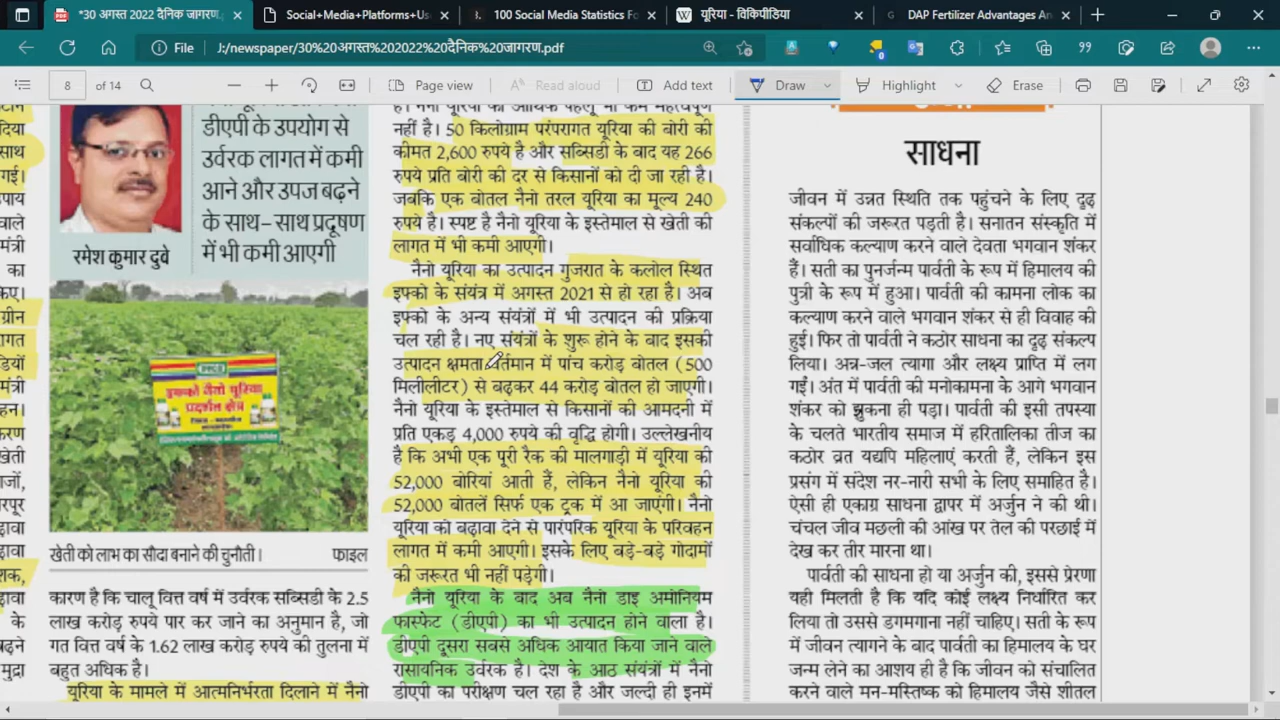 *30 अगस्त 2022 दैनिक जागरण.
Social+Media+Platforms+Us
100 Social Media Statistics Fo
यूरिया - विकिपीडिया
DAP Fertilizer Advantages An
File
J:/newspaper/30%20अगस्त%202022%20दैनिक%20जागरण.pdf
8
of 14
Page view
Read aloud
Add text
Draw
Highlight
Erase
डीएपी के उपयोग से
उर्वरक लागत में कमी
आने और उपज बढ़ने
के साथ-साथ प्रदूषण
में भी कमी आएगी
रमेश कुमार दुबे
इफको नैनो यूरिया
प्रदर्शन क्षेत्र
खेती को लाभ का सौदा बनाने की चुनौती।
फाइल
कारण है कि चालू वित्त वर्ष में उर्वरक सब्सिडी के 2.5
लाख करोड़ रुपये पार कर जाने का अनुमान है, जो
गत वित्त वर्ष के 1.62 लाख करोड़ रुपये की तुलना में
बहुत अधिक है।
यूरिया के मामले में आत्मनिर्भरता दिलाने में नैनो
है। नैनो यूरिया का आर्थिक पहलू भी कम महत्वपूर्ण
नहीं है। 50 किलोग्राम परंपरागत यूरिया की बोरी की
कीमत 2,600 रुपये है और सब्सिडी के बाद यह 266
रुपये प्रति बोरी की दर से किसानों को दी जा रही है।
जबकि एक बोतल नैनो तरल यूरिया का मूल्य 240
रुपये है। स्पष्ट है नैनो यूरिया के इस्तेमाल से खेती की
लागत में भी कमी आएगी।
नैनो यूरिया का उत्पादन गुजरात के कलोल स्थित
इफ्को के संयंत्र में अगस्त 2021 से हो रहा है। अब
इफ्को के अन्य संयंत्रों में भी उत्पादन की प्रक्रिया
चल रही है। नए संयंत्रों के शुरू होने के बाद इसकी
उत्पादन क्षमता वर्तमान में पांच करोड़ बोतल (500
मिलीलीटर) से बढ़कर 44 करोड़ बोतल हो जाएगी।
नैनो यूरिया के इस्तेमाल से किसानों की आमदनी में
प्रति एकड़ 4,000 रुपये की वृद्धि होगी। उल्लेखनीय
है कि अभी एक पूरी रैक की मालगाड़ी में यूरिया की
52,000 बोरियां आती हैं, लेकिन नैनो यूरिया की
52,000 बोतल सिर्फ एक ट्रक में आ जाएंगी। नैनो
यूरिया को बढ़ावा देने से पारंपरिक यूरिया के परिवहन
लागत में कमी आएगी। इसके लिए बड़े-बड़े गोदामों
की जरूरत भी नहीं पड़ेगी।
नैनो यूरिया के बाद अब नैनो डाइ अमोनियम
फास्फेट (डीएपी) का भी उत्पादन होने वाला है।
डीएपी दूसरी सबसे अधिक आयात किया जाने वाले
रासायनिक उर्वरक है। देश के आठ संयंत्रों में नैनो
डीएपी का परीक्षण चल रहा है और जल्दी ही इनमें
साधना
जीवन में उन्नत स्थिति तक पहुंचने के लिए दृढ़
संकल्पों की जरूरत पड़ती है। सनातन संस्कृति में
सर्वाधिक कल्याण करने वाले देवता भगवान शंकर
हैं। सती का पुनर्जन्म पार्वती के रूप में हिमालय की
पुत्री के रूप में हुआ। पार्वती की कामना लोक का
कल्याण करने वाले भगवान शंकर से ही विवाह की
हुई। फिर तो पार्वती ने कठोर साधना का दृढ़ संकल्प
लिया। अन्न-जल त्यागा और लक्ष्य प्राप्ति में लग
गईं। अंत में पार्वती की मनोकामना के आगे भगवान
शंकर को झुकना ही पड़ा। पार्वती की इसी तपस्या
के चलते भारतीय समाज में हरितालिका तीज का
कठोर व्रत यद्यपि महिलाएं करती हैं, लेकिन इस
प्रसंग में संदेश नर-नारी सभी के लिए समाहित है।
ऐसी ही एकाग्र साधना द्वापर में अर्जुन ने की थी।
चंचल जीव मछली की आंख पर तेल की परछाई में
देख कर तीर मारना था।
पार्वती की साधना हो या अर्जुन की, इससे प्रेरणा
यही मिलती है कि यदि कोई लक्ष्य निर्धारित कर
लिया तो उससे डगमगाना नहीं चाहिए। सती के रूप
में जीवन त्यागने के बाद पार्वती का हिमालय के घर
जन्म लेने का आशय ही है कि जीवन को संचालित
करने वाले मन-मस्तिष्क को हिमालय जैसे शीतल